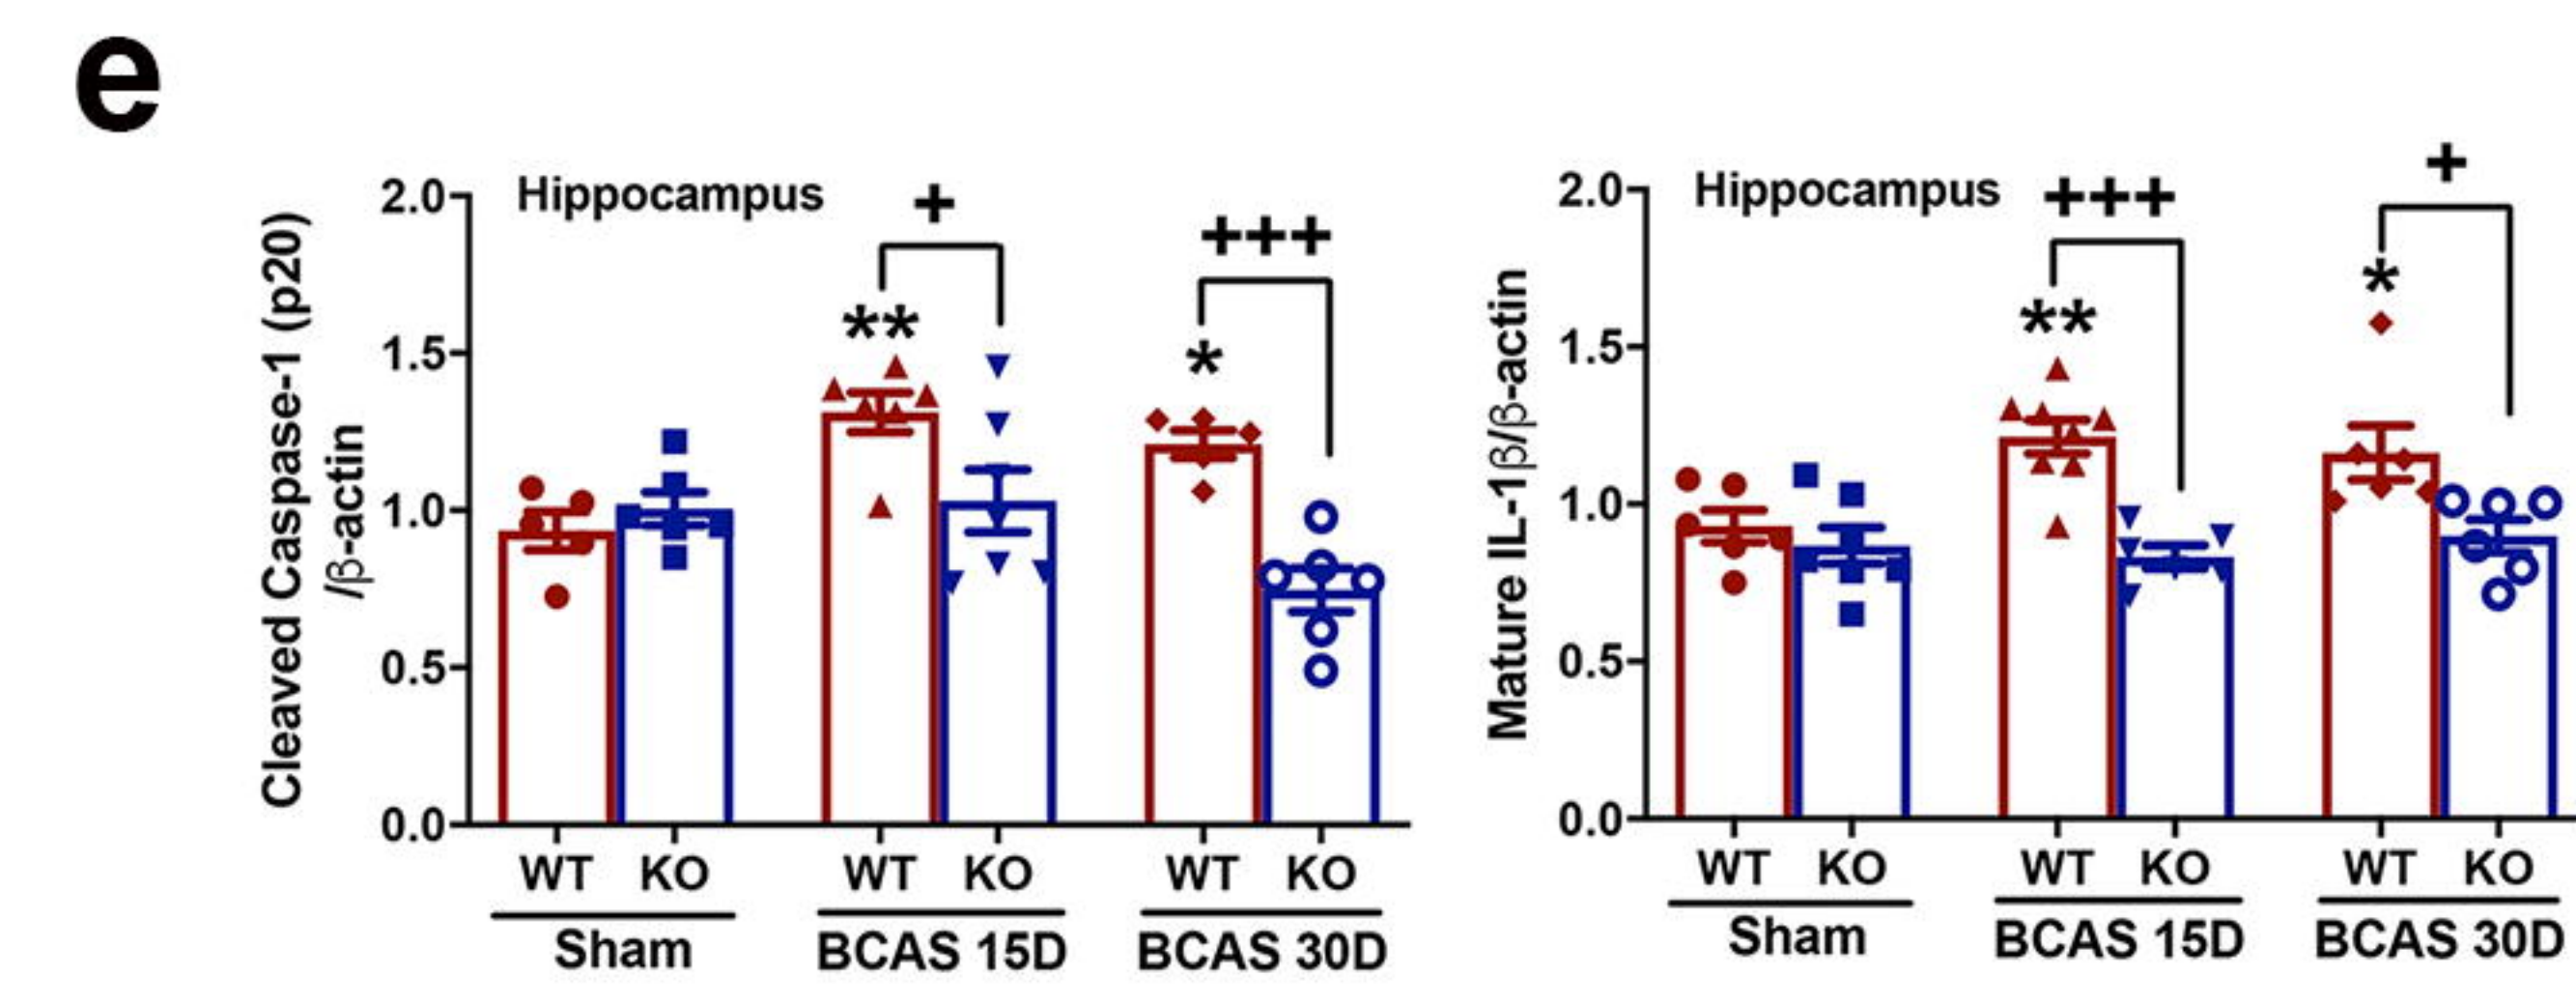 e
Cleaved Caspase-1 (p20)
/β-actin
Hippocampus
2.0
1.5
1.0
0.5
0.0
+
+++
**
*
WT KO WT KO WT KO
Sham BCAS 15D BCAS 30D
Mature IL-1β/β-actin
Hippocampus
2.0
1.5
1.0
0.5
0.0
+++
+
**
*
WT KO WT KO WT KO
Sham BCAS 15D BCAS 30D